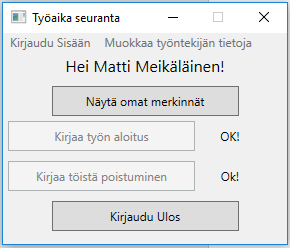 Työaika seuranta
Kirjaudu Sisään Muokkaa työntekijän tietoja
Hei Matti Meikäläinen!
Näytä omat merkinnät
Kirjaa työn aloitus OK!
Kirjaa töistä poistuminen Ok!
Kirjaudu Ulos